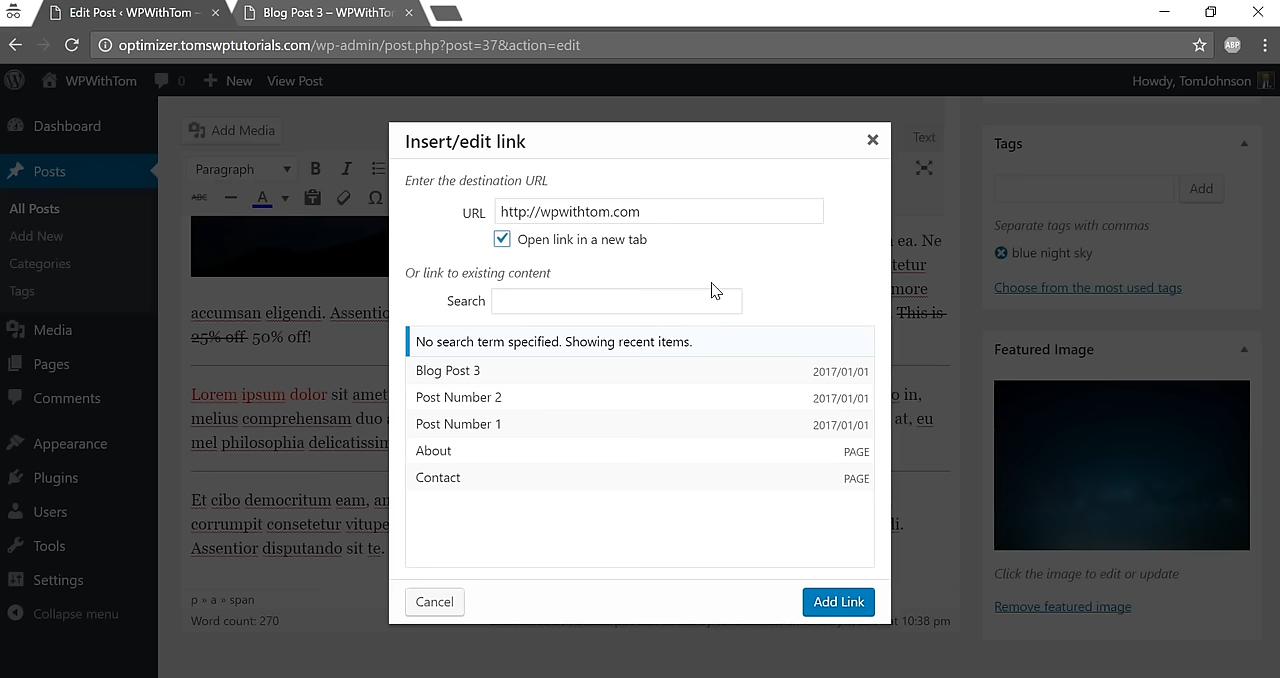 Edit Post ‹ WPWithTom –
Blog Post 3 – WPWithTo
optimizer.tomswptutorials.com/wp-admin/post.php?post=37&action=edit
ABP
WPWithTom
0
New
View Post
Howdy, TomJohnson
Dashboard
Posts
All Posts
Add New
Categories
Tags
Media
Pages
Comments
Appearance
Plugins
Users
Tools
Settings
Collapse menu
Add Media
Text
Paragraph
B I
ABC A Ω
ea. Ne
tetur
more
accumsan eligendi. Assentio
This is
25% off 50% off!
Lorem ipsum dolor sit amet
o in,
melius comprehensam duo
at, eu
mel philosophia delicatissin
Et cibo democritum eam, an
corrumpit consetetur vitupe
di.
Assentior disputando sit te.
p » a » span
Word count: 270
at 10:38 pm
Insert/edit link
Enter the destination URL
URL http://wpwithtom.com
Open link in a new tab
Or link to existing content
Search
No search term specified. Showing recent items.
Blog Post 3 2017/01/01
Post Number 2 2017/01/01
Post Number 1 2017/01/01
About PAGE
Contact PAGE
Cancel
Add Link
Tags
Add
Separate tags with commas
blue night sky
Choose from the most used tags
Featured Image
Click the image to edit or update
Remove featured image